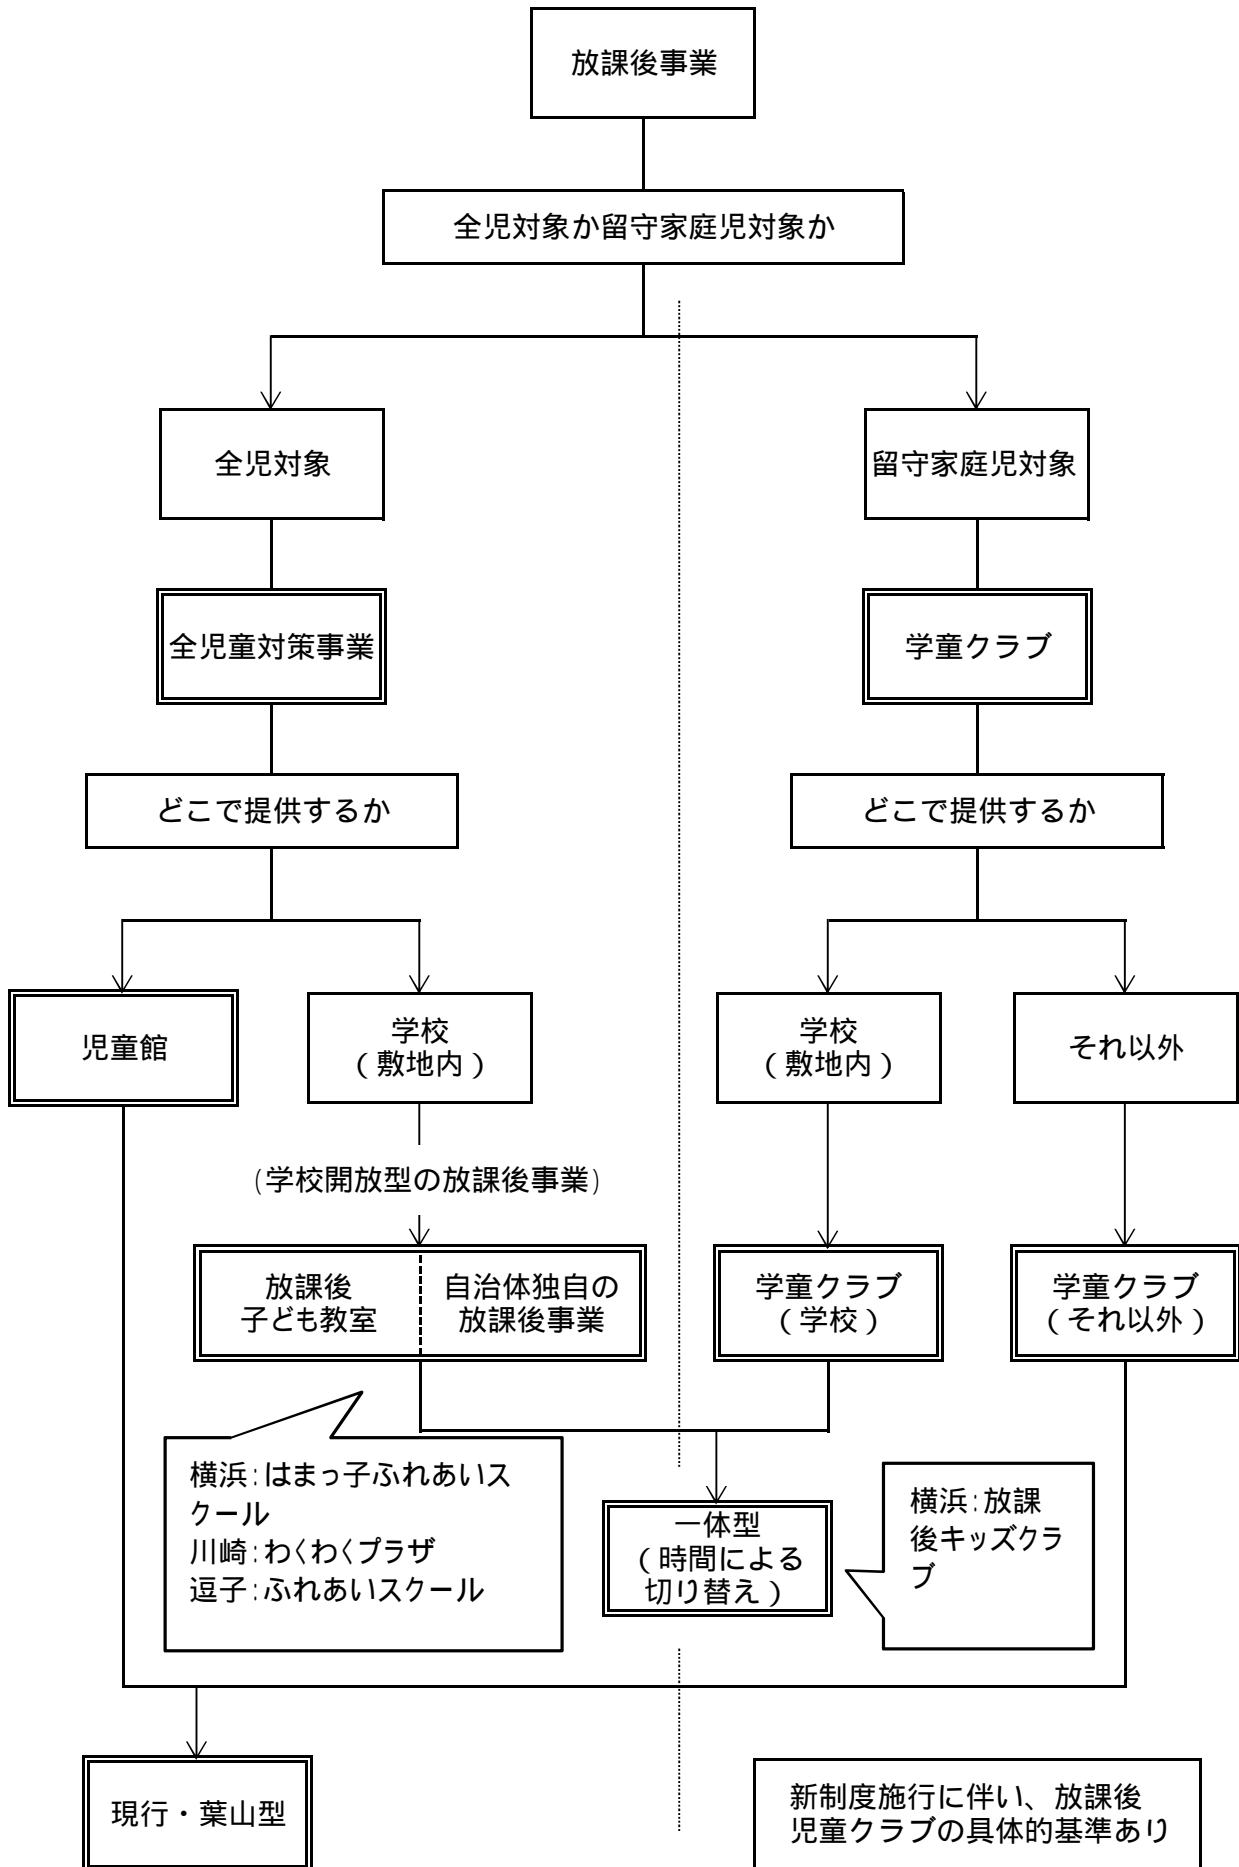 放課後事業
全児対象か留守家庭児対象か
全児対象
留守家庭児対象
全児童対策事業
学童クラブ
どこで提供するか
どこで提供するか
児童館
学校
（敷地内）
学校
（敷地内）
それ以外
(学校開放型の放課後事業)
放課後
子ども教室
自治体独自の
放課後事業
学童クラブ
（学校）
学童クラブ
（それ以外）
横浜:はまっ子ふれあいス
クール
川崎:わくわくプラザ
逗子:ふれあいスクール
一体型
（時間による
切り替え）
横浜:放課
後キッズクラ
ブ
現行・葉山型
新制度施行に伴い、放課後
児童クラブの具体的基準あり